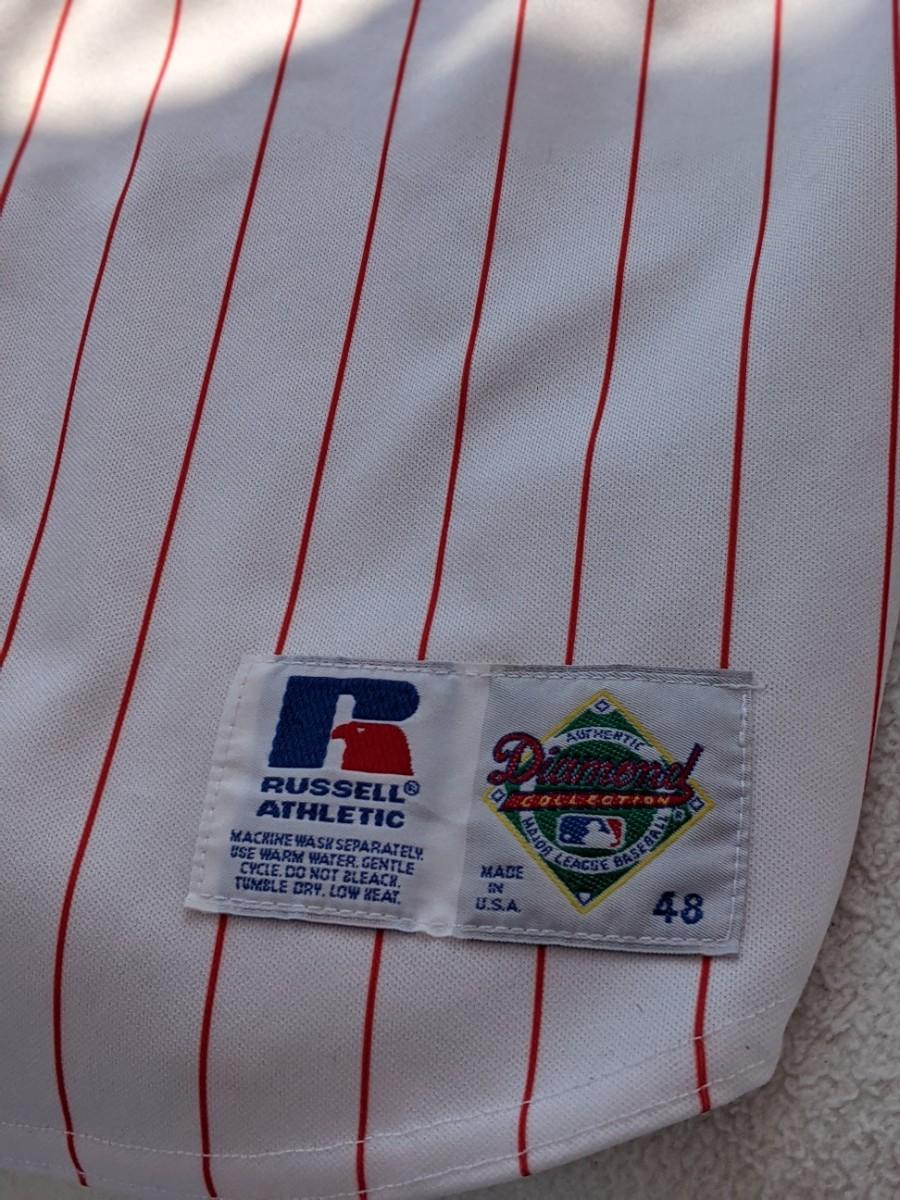 RUSSELL®
ATHLETIC
MACHINE WASH SEPARATELY.
USE WARM WATER. GENTLE
CYCLE. DO NOT BLEACH.
TUMBLE DRY. LOW HEAT.
AUTHENTIC
Diamond
COLLECTION
MAJOR LEAGUE BASEBALL®
MADE
IN
U.S.A.
48